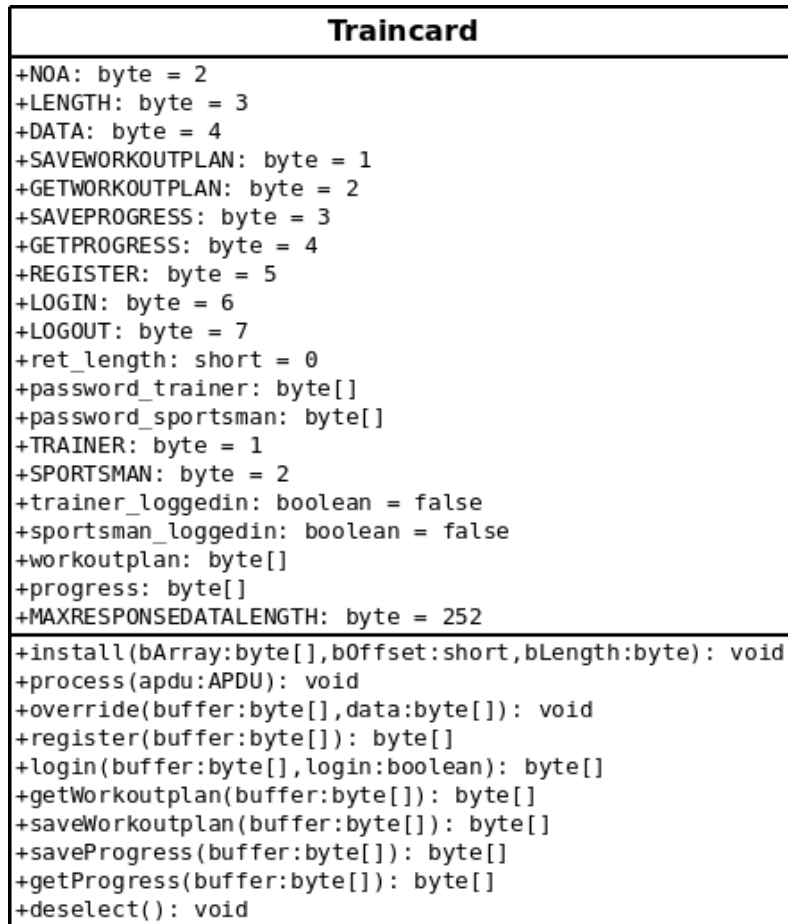 Traincard
+NOA: byte = 2
+LENGTH: byte = 3
+DATA: byte = 4
+SAVEWORKOUTPLAN: byte = 1
+GETWORKOUTPLAN: byte = 2
+SAVEPROGRESS: byte = 3
+GETPROGRESS: byte = 4
+REGISTER: byte = 5
+LOGIN: byte = 6
+LOGOUT: byte = 7
+ret_length: short = 0
+password_trainer: byte[]
+password_sportsman: byte[]
+TRAINER: byte = 1
+SPORTSMAN: byte = 2
+trainer_loggedin: boolean = false
+sportsman_loggedin: boolean = false
+workoutplan: byte[]
+progress: byte[]
+MAXRESPONSEDATALENGTH: byte = 252
+install(bArray:byte[],bOffset:short,bLength:byte): void
+process(apdu:APDU): void
+override(buffer:byte[],data:byte[]): void
+register(buffer:byte[]): byte[]
+login(buffer:byte[],login:boolean): byte[]
+getWorkoutplan(buffer:byte[]): byte[]
+saveWorkoutplan(buffer:byte[]): byte[]
+saveProgress(buffer:byte[]): byte[]
+getProgress(buffer:byte[]): byte[]
+deselect(): void